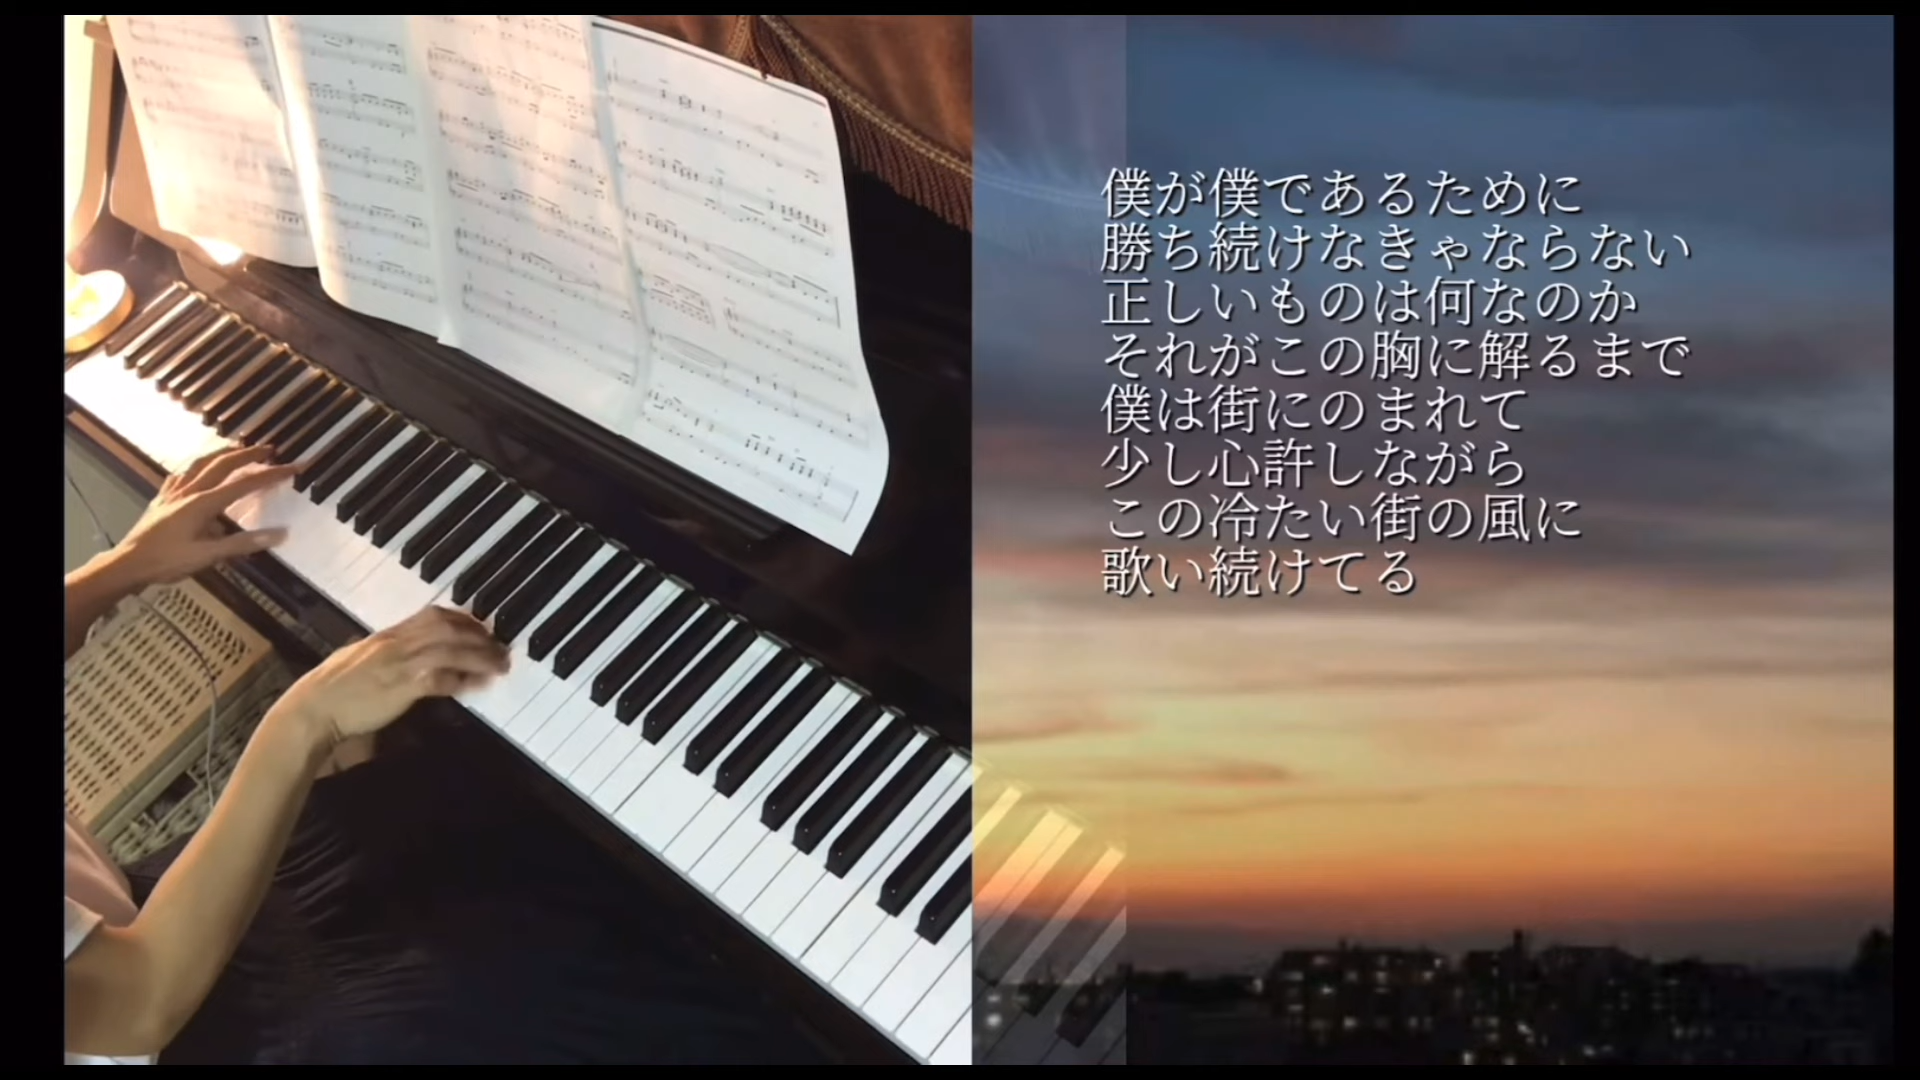 僕が僕であるために
勝ち続けなきゃならない
正しいものは何なのか
それがこの胸に解るまで
僕は街にのまれて
少し心許しながら
この冷たい街の風に
歌い続けてる